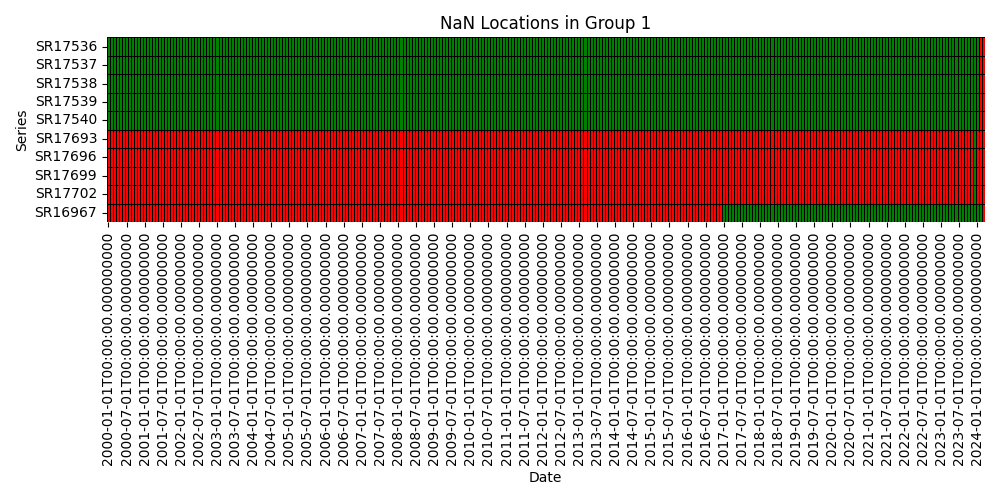 NaN Locations in Group 1
Series
SR17536
SR17537
SR17538
SR17539
SR17540
SR17693
SR17696
SR17699
SR17702
SR16967
2000-01-01T00:00:00.000000000
2000-07-01T00:00:00.000000000
2001-01-01T00:00:00.000000000
2001-07-01T00:00:00.000000000
2002-01-01T00:00:00.000000000
2002-07-01T00:00:00.000000000
2003-01-01T00:00:00.000000000
2003-07-01T00:00:00.000000000
2004-01-01T00:00:00.000000000
2004-07-01T00:00:00.000000000
2005-01-01T00:00:00.000000000
2005-07-01T00:00:00.000000000
2006-01-01T00:00:00.000000000
2006-07-01T00:00:00.000000000
2007-01-01T00:00:00.000000000
2007-07-01T00:00:00.000000000
2008-01-01T00:00:00.000000000
2008-07-01T00:00:00.000000000
2009-01-01T00:00:00.000000000
2009-07-01T00:00:00.000000000
2010-01-01T00:00:00.000000000
2010-07-01T00:00:00.000000000
2011-01-01T00:00:00.000000000
2011-07-01T00:00:00.000000000
2012-01-01T00:00:00.000000000
2012-07-01T00:00:00.000000000
2013-01-01T00:00:00.000000000
2013-07-01T00:00:00.000000000
2014-01-01T00:00:00.000000000
2014-07-01T00:00:00.000000000
2015-01-01T00:00:00.000000000
2015-07-01T00:00:00.000000000
2016-01-01T00:00:00.000000000
2016-07-01T00:00:00.000000000
2017-01-01T00:00:00.000000000
2017-07-01T00:00:00.000000000
2018-01-01T00:00:00.000000000
2018-07-01T00:00:00.000000000
2019-01-01T00:00:00.000000000
2019-07-01T00:00:00.000000000
2020-01-01T00:00:00.000000000
2020-07-01T00:00:00.000000000
2021-01-01T00:00:00.000000000
2021-07-01T00:00:00.000000000
2022-01-01T00:00:00.000000000
2022-07-01T00:00:00.000000000
2023-01-01T00:00:00.000000000
2023-07-01T00:00:00.000000000
2024-01-01T00:00:00.000000000
Date